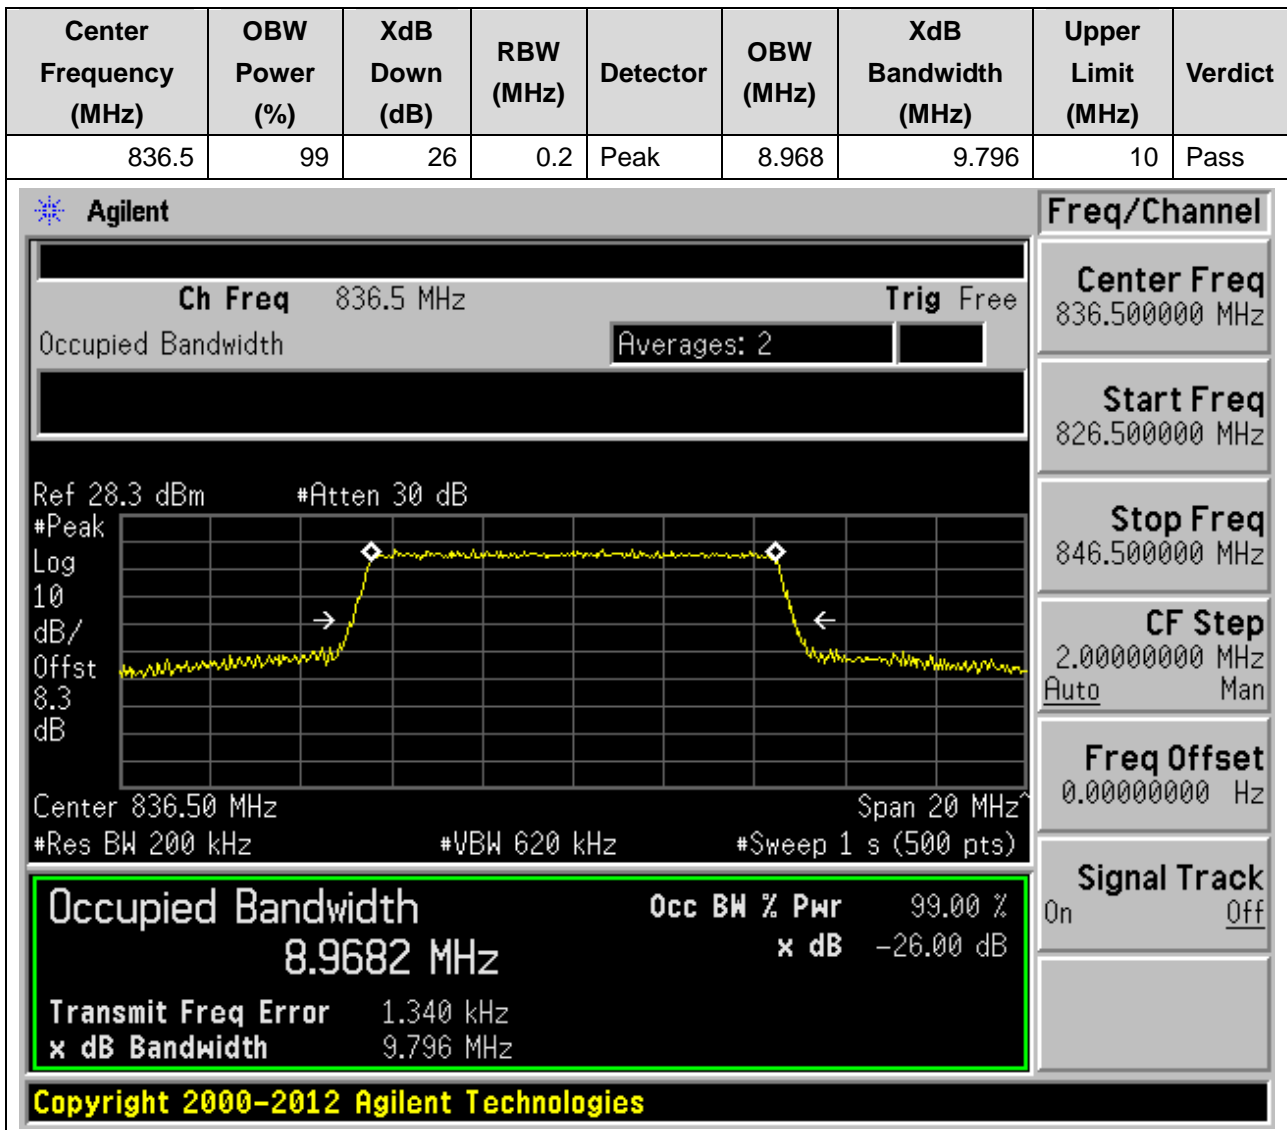 Center Frequency (MHz) OBW Power (%) XdB Down (dB) RBW (MHz) Detector OBW (MHz) XdB Bandwidth (MHz) Upper Limit (MHz) Verdict
836.5 99 26 0.2 Peak 8.968 9.796 10 Pass
Agilent
Ch Freq 836.5 MHz Trig Free
Occupied Bandwidth Averages: 2
Ref 28.3 dBm #Atten 30 dB
#Peak
Log
10
dB/
Offst
8.3
dB
Center 836.50 MHz Span 20 MHz^
#Res BW 200 kHz #VBW 620 kHz #Sweep 1 s (500 pts)
Occupied Bandwidth Occ BW % Pwr 99.00 %
8.9682 MHz x dB -26.00 dB
Transmit Freq Error 1.340 kHz
x dB Bandwidth 9.796 MHz
Copyright 2000-2012 Agilent Technologies
Freq/Channel
Center Freq
836.500000 MHz
Start Freq
826.500000 MHz
Stop Freq
846.500000 MHz
CF Step
2.00000000 MHz
Auto Man
Freq Offset
0.00000000 Hz
Signal Track
On Off